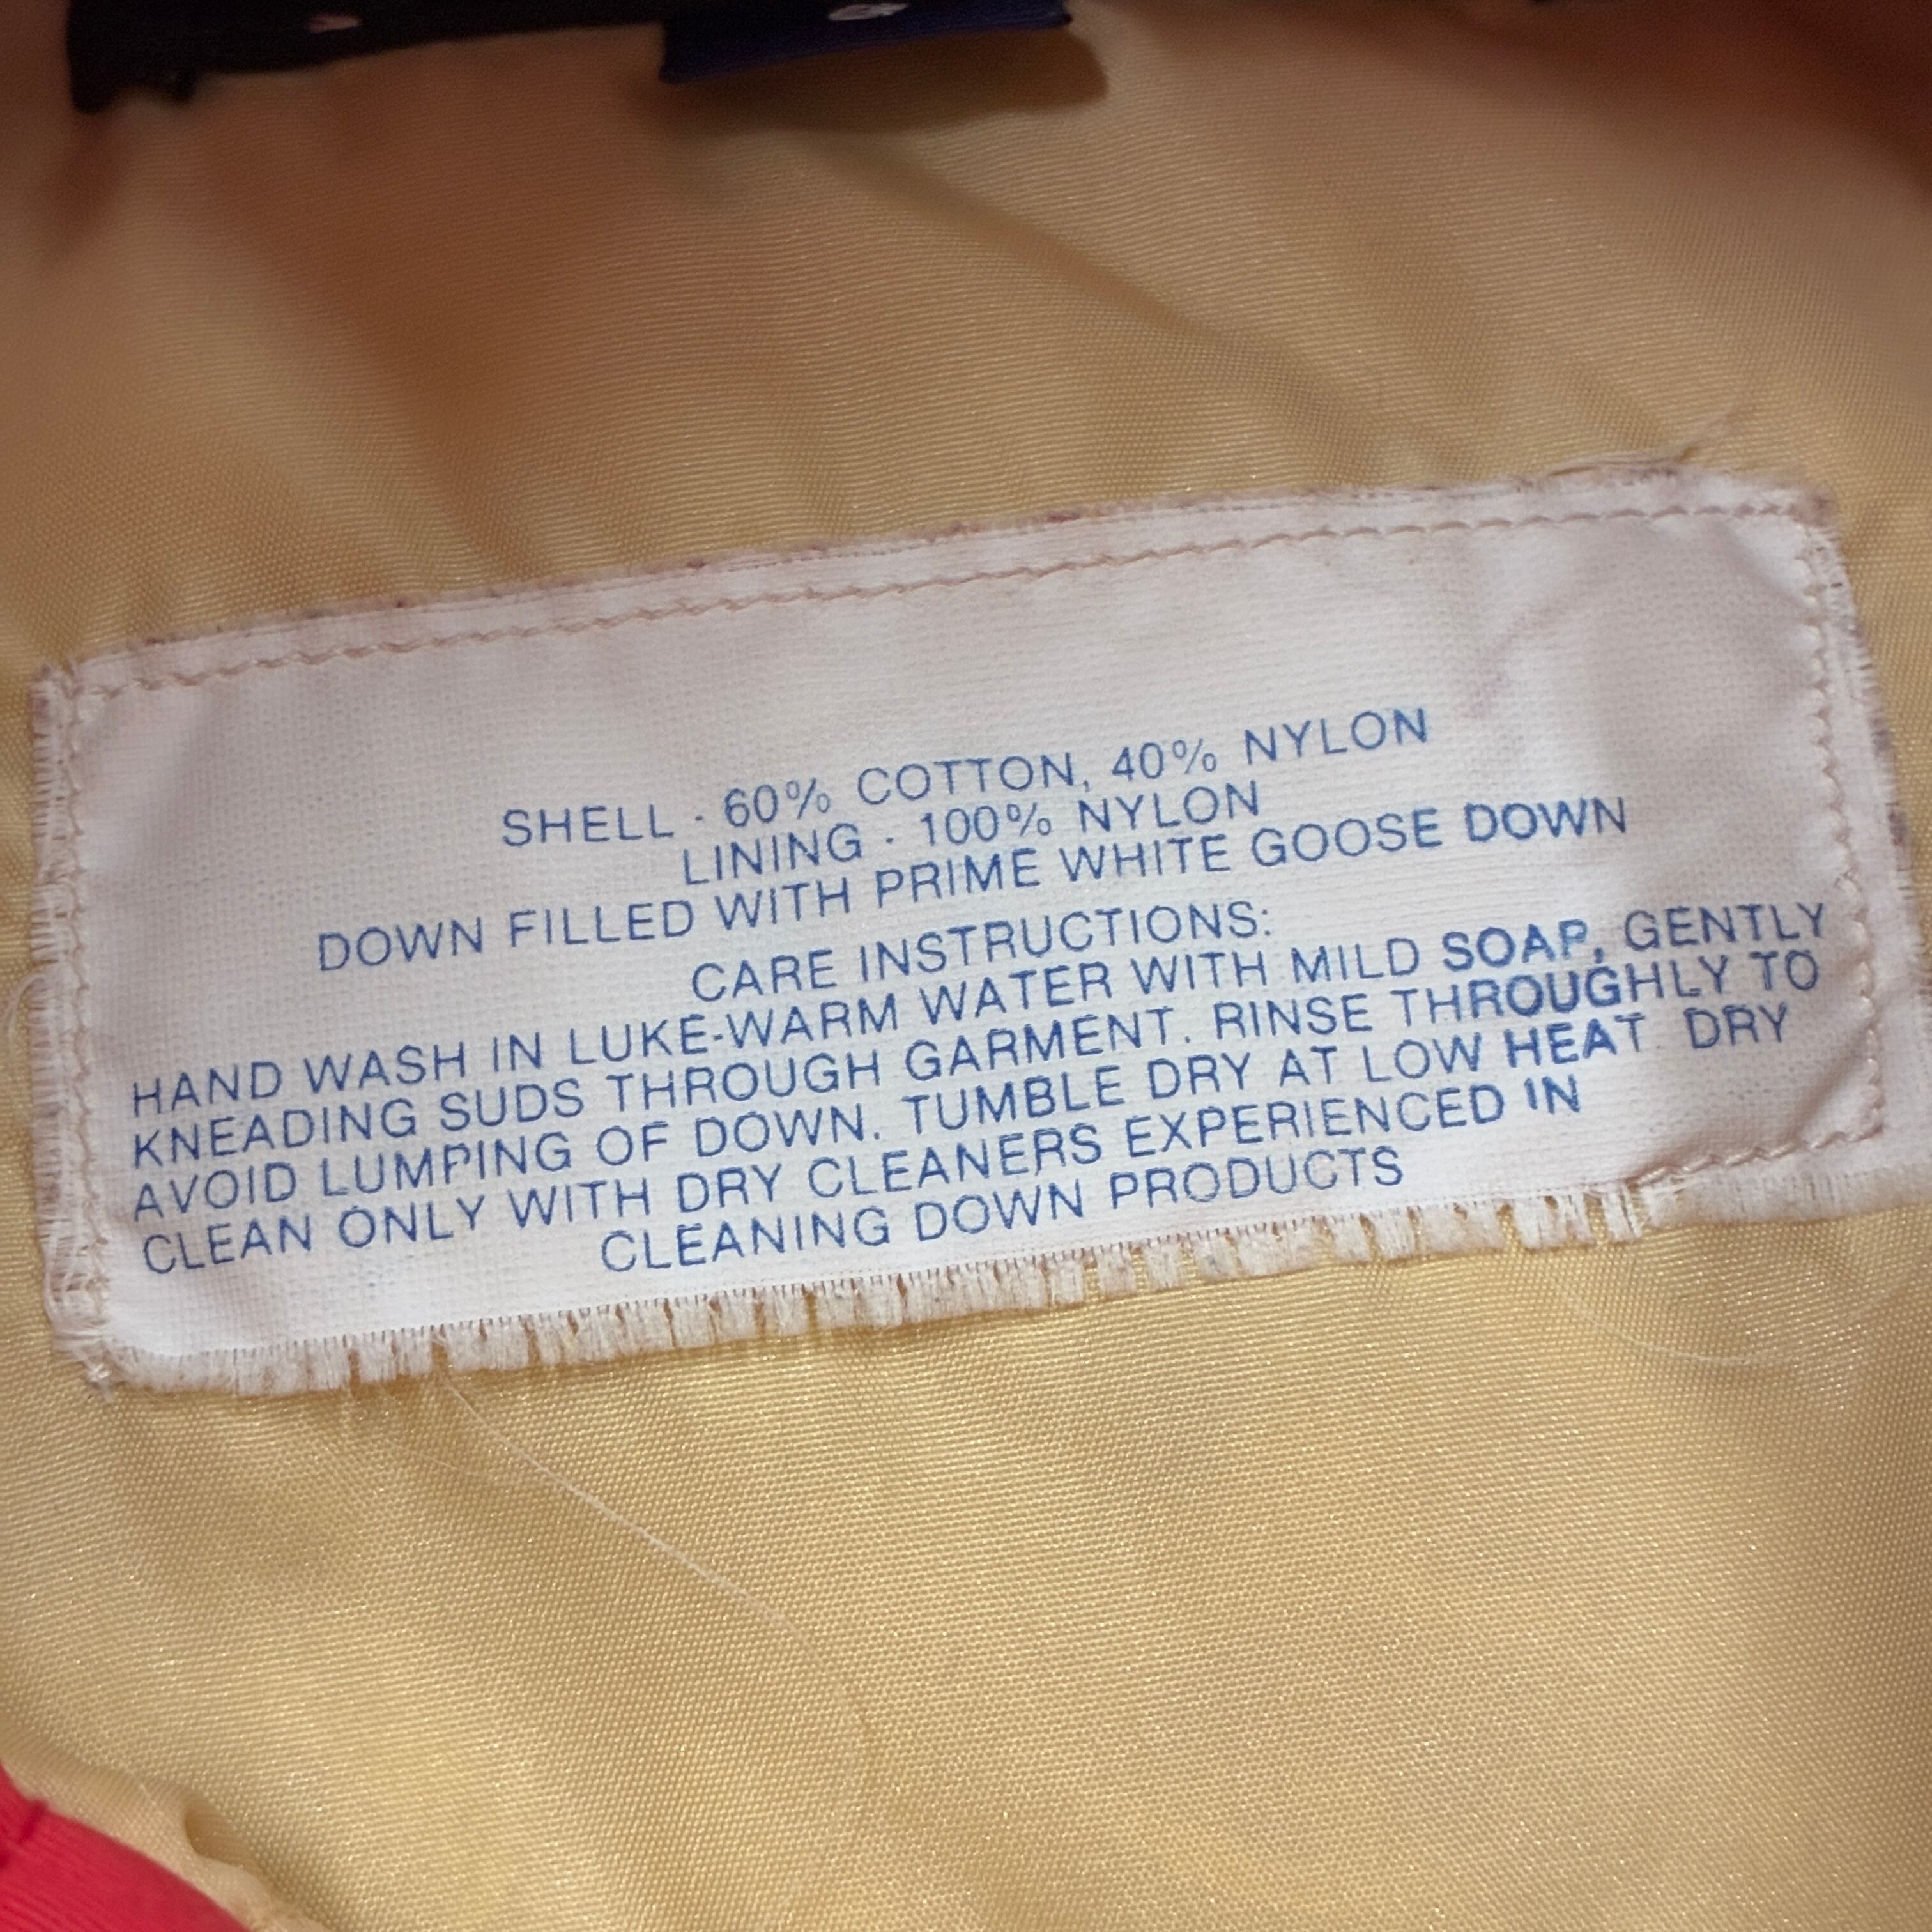 SHELL - 60% COTTON, 40% NYLON
LINING - 100% NYLON
DOWN FILLED WITH PRIME WHITE GOOSE DOWN
CARE INSTRUCTIONS:
HAND WASH IN LUKE-WARM WATER WITH MILD SOAP, GENTLY
KNEADING SUDS THROUGH GARMENT. RINSE THROUGHLY TO
AVOID LUMPING OF DOWN. TUMBLE DRY AT LOW HEAT. DRY
CLEAN ONLY WITH DRY CLEANERS EXPERIENCED IN
CLEANING DOWN PRODUCTS